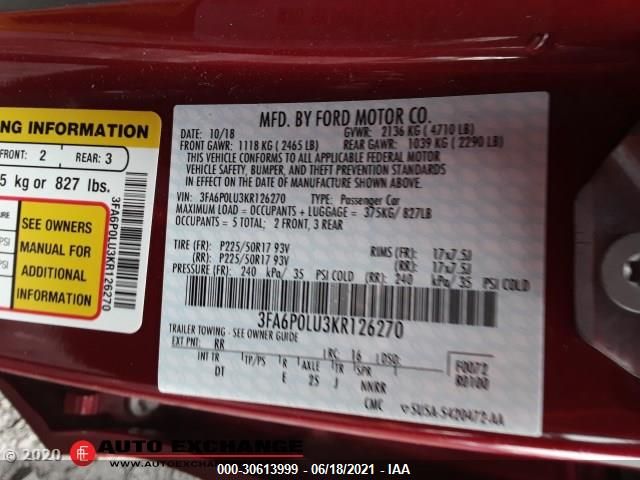 NG INFORMATION
FRONT: 2 REAR: 3
5 kg or 827 lbs.
SEE OWNERS
MANUAL FOR
ADDITIONAL
INFORMATION
PSI
PSI
3FA6P0LU3KR126270
MFD. BY FORD MOTOR CO.
DATE: 10/18 GVWR: 2136 KG (4710 LB)
FRONT GAWR: 1118 KG (2465 LB) REAR GAWR: 1039 KG (2290 LB)
THIS VEHICLE CONFORMS TO ALL APPLICABLE FEDERAL MOTOR
VEHICLE SAFETY, BUMPER, AND THEFT PREVENTION STANDARDS
IN EFFECT ON THE DATE OF MANUFACTURE SHOWN ABOVE.
VIN: 3FA6P0LU3KR126270 TYPE: Passenger Car
MAXIMUM LOAD = OCCUPANTS + LUGGAGE = 375KG/ 827LB
OCCUPANTS = 5 TOTAL; 2 FRONT, 3 REAR
TIRE (FR): P225/50R17 93V RIMS (FR): 17x7.5J
(RR): P225/50R17 93V (RR): 17x7.5J
PRESSURE (FR): 240 kPa/ 35 PSI COLD (RR): 240 kPa/ 35 PSI COLD
3FA6P0LU3KR126270
TRAILER TOWING - SEE OWNER GUIDE
EXT PNT: RR RC: 16 DSO: F0072
INT TR TP/PS R AXLE TR SPR R0100
DT E 25 J NNRR
CMC 5U5A-5420472-AA
© 2020 AUTO EXCHANGE
000-30613999 - 06/18/2021 - IAA